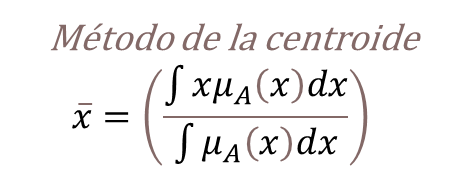 Método de la centroide
x̄ = (∫ xμ_A(x)dx / ∫ μ_A(x)dx)